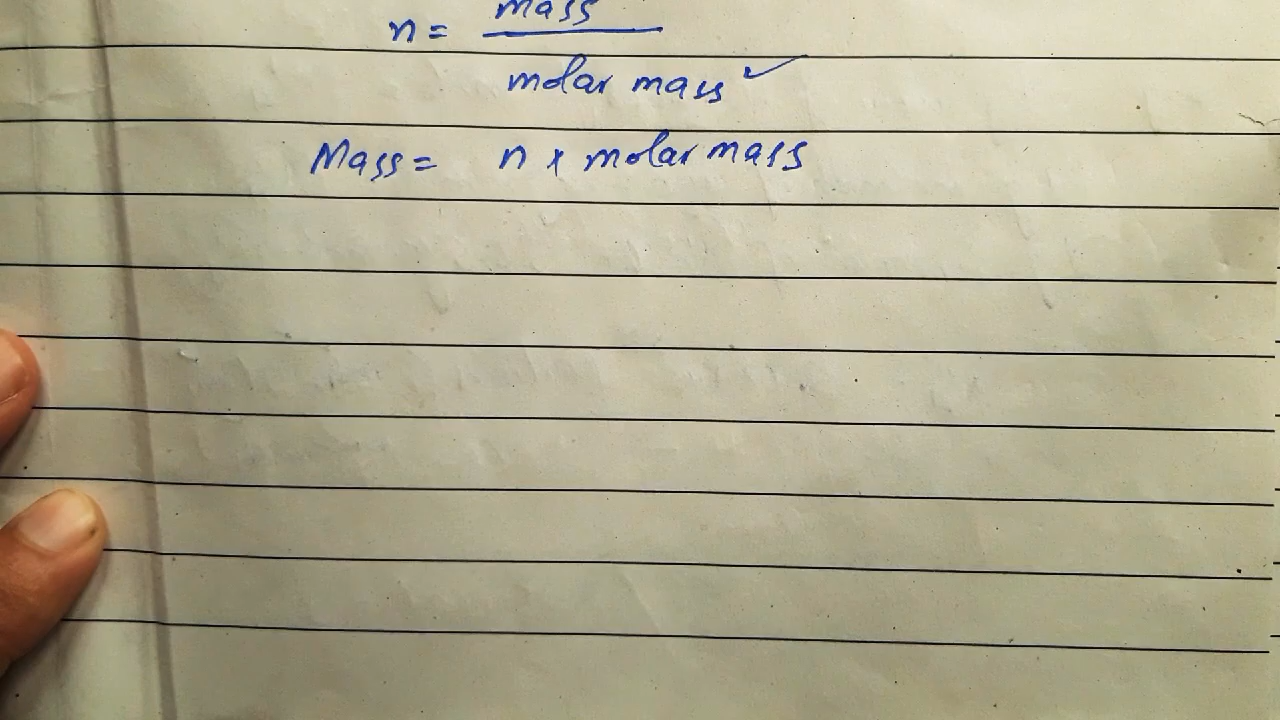 n = mass
molar mass ✓
Mass = n x molar mass